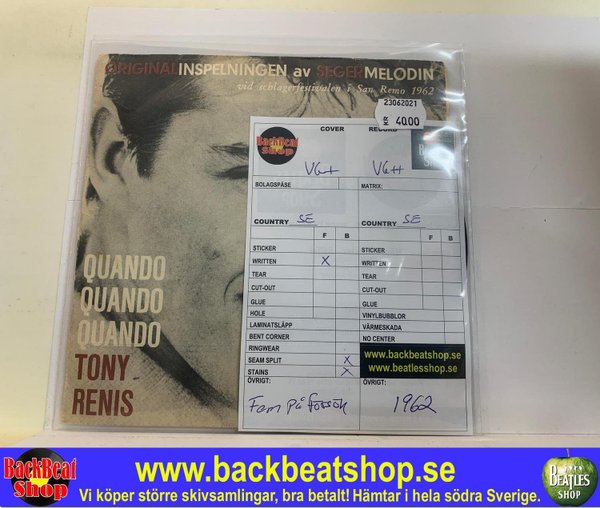 ORIGINALINSPELNINGEN av SEGERMELODIN
vid schlagerfestivalen i San Remo 1962
23062021
KR 40.00
QUANDO
QUANDO
QUANDO
TONY
RENIS
BackBeat
Shop
COVER
RECORD
VG+
VG++
BOLAGSPÅSE
MATRIX:
COUNTRY SE
COUNTRY SE
F B
F B
STICKER
STICKER
WRITTEN X
WRITTEN
TEAR
TEAR
CUT-OUT
CUT-OUT
GLUE
GLUE
HOLE
VINYLBUBBLOR
LAMINATSLÄPP
VÄRMESKADA
BENT CORNER
NO CENTER
RINGWEAR
SEAM SPLIT X
STAINS X
www.backbeatshop.se
www.beatlesshop.se
ÖVRIGT:
ÖVRIGT:
Fem på
1962
BackBeat
Shop
www.backbeatshop.se
Vi köper större skivsamlingar, bra betalt! Hämtar i hela södra Sverige.
BEATLES
SHOP